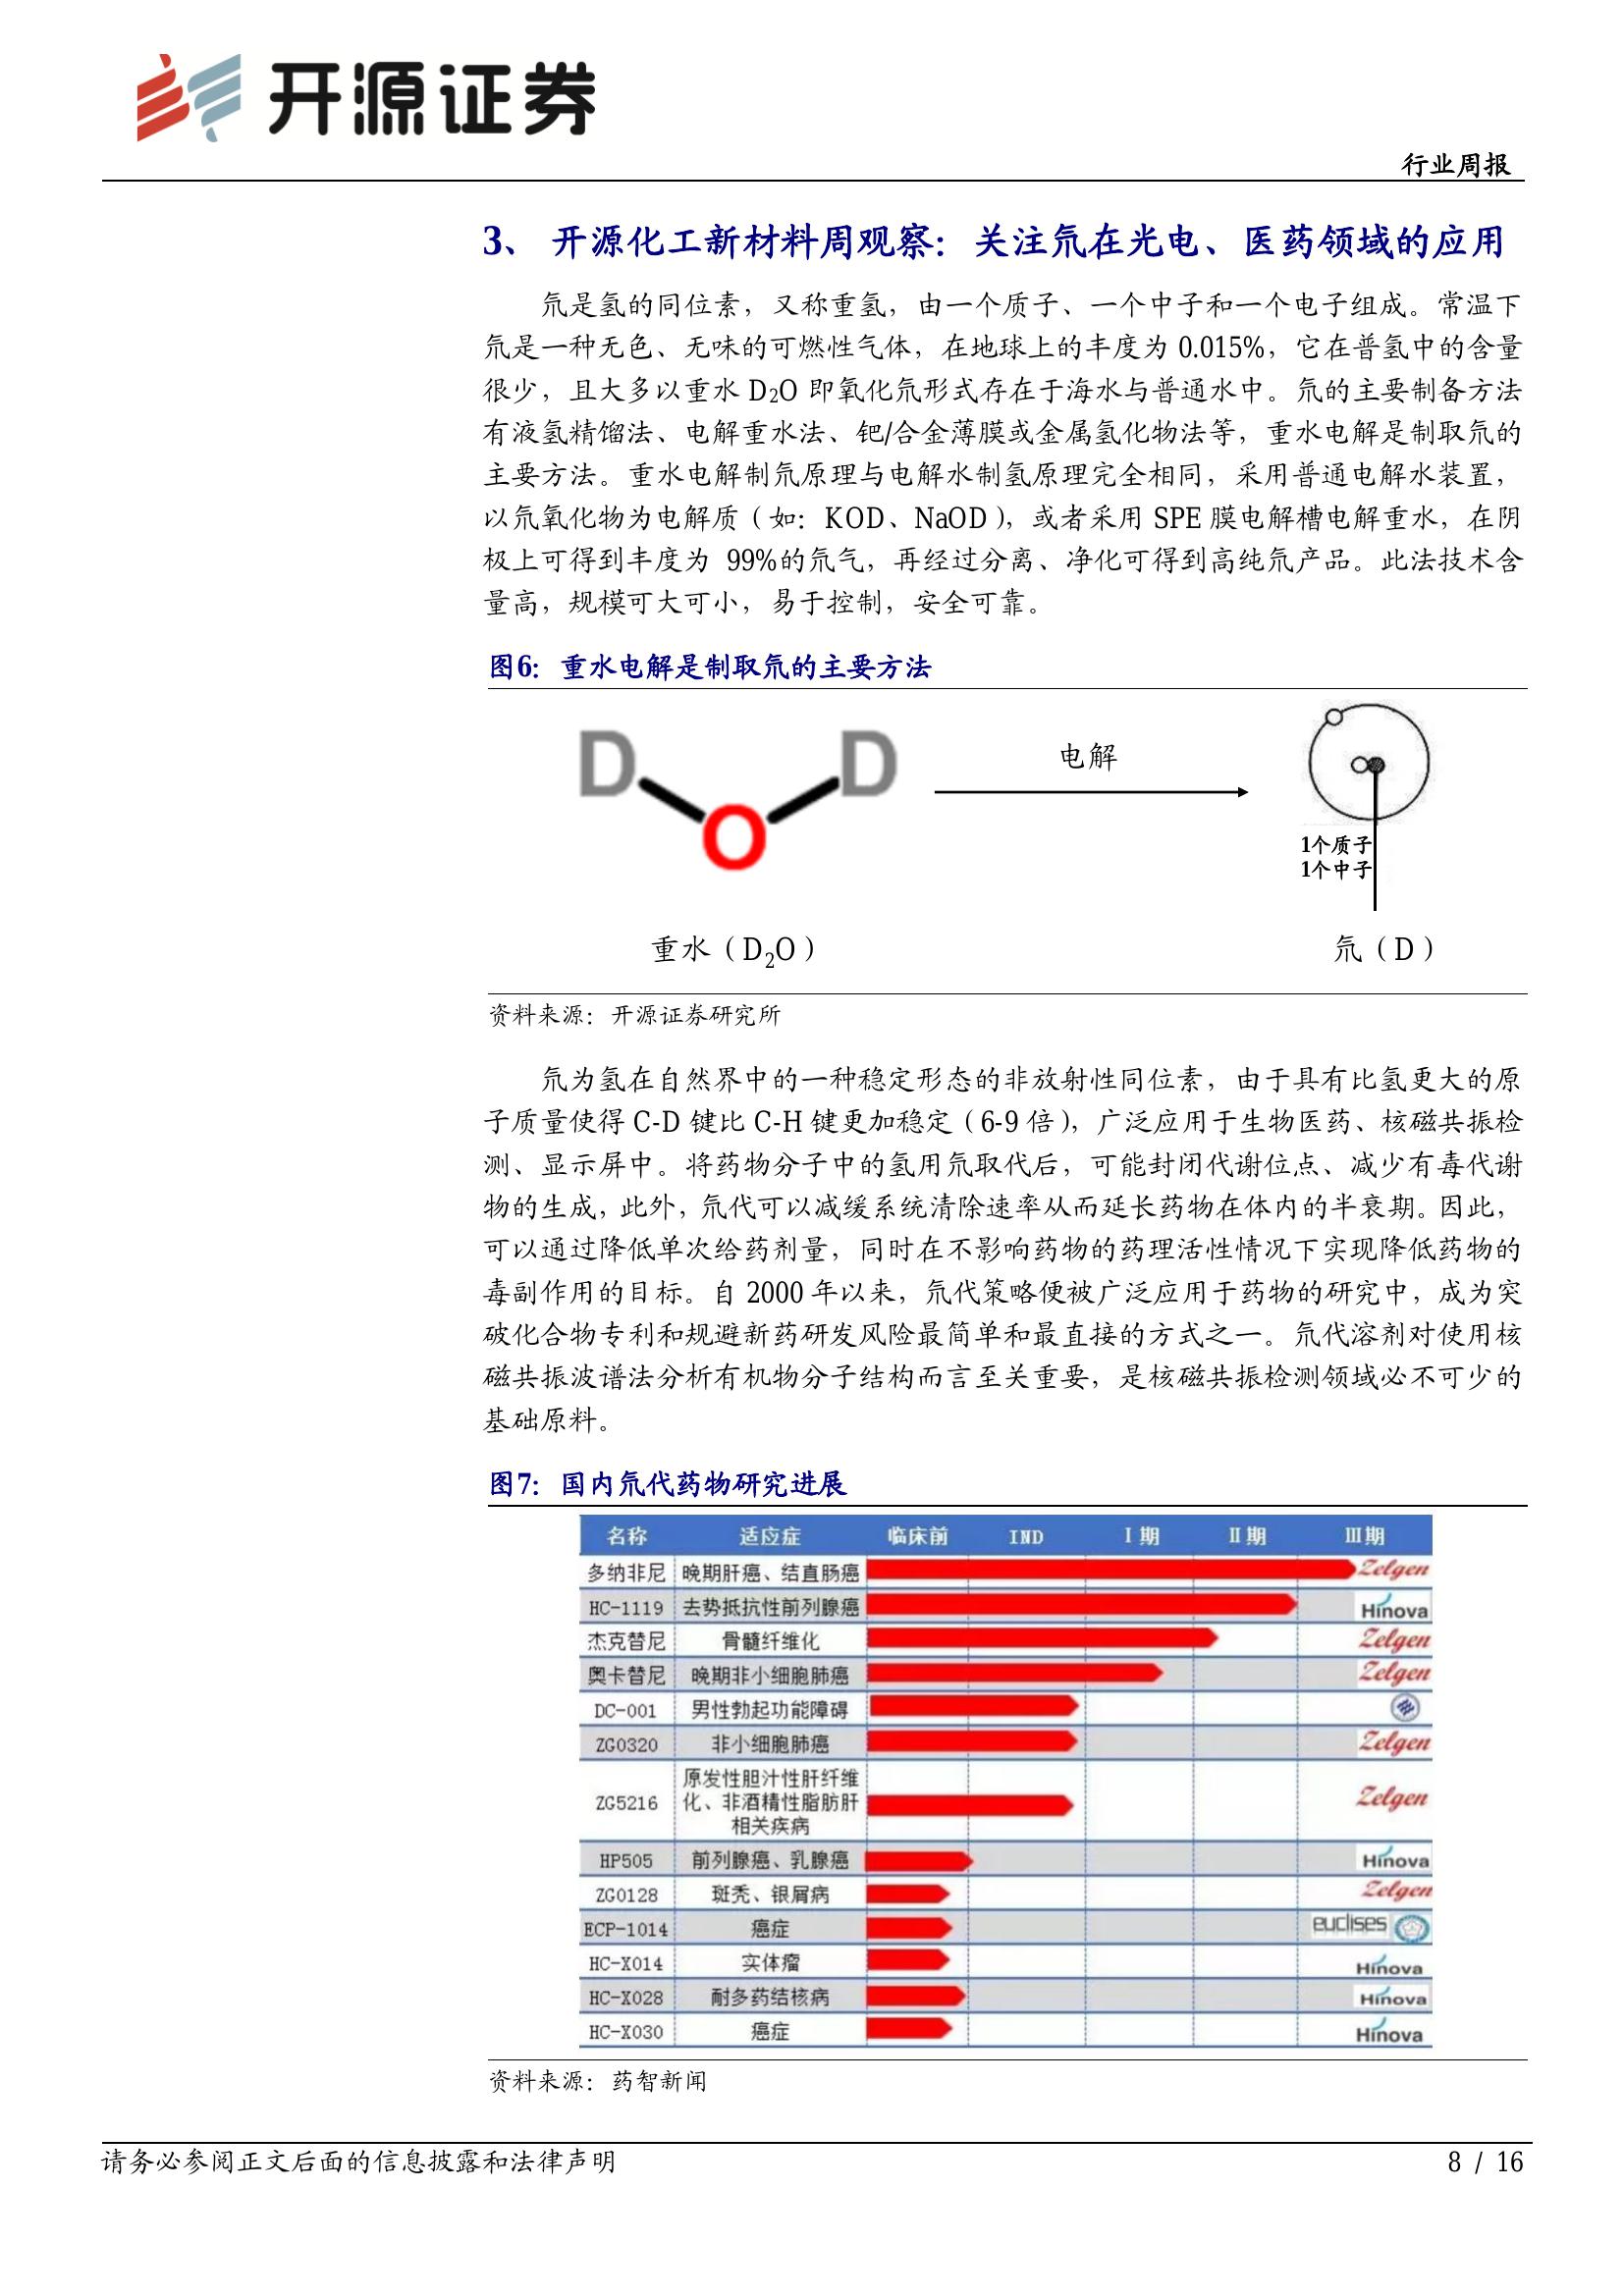 开源证券
行业周报
3、 开源化工新材料周观察：关注氘在光电、医药领域的应用
氘是氢的同位素，又称重氢，由一个质子、一个中子和一个电子组成。常温下
氘是一种无色、无味的可燃性气体，在地球上的丰度为 0.015%，它在普氢中的含量
很少，且大多以重水 D₂O 即氧化氘形式存在于海水与普通水中。氘的主要制备方法
有液氢精馏法、电解重水法、钯/合金薄膜或金属氢化物法等，重水电解是制取氘的
主要方法。重水电解制氘原理与电解水制氢原理完全相同，采用普通电解水装置，
以氘氧化物为电解质（如：KOD、NaOD），或者采用 SPE 膜电解槽电解重水，在阴
极上可得到丰度为 99%的氘气，再经过分离、净化可得到高纯氘产品。此法技术含
量高，规模可大可小，易于控制，安全可靠。
图6：重水电解是制取氘的主要方法
D D
O
电解
1个质子
1个中子
重水（D₂O） 氘（D）
资料来源：开源证券研究所
氘为氢在自然界中的一种稳定形态的非放射性同位素，由于具有比氢更大的原
子质量使得 C-D 键比 C-H 键更加稳定（6-9 倍），广泛应用于生物医药、核磁共振检
测、显示屏中。将药物分子中的氢用氘取代后，可能封闭代谢位点、减少有毒代谢
物的生成，此外，氘代可以减缓系统清除速率从而延长药物在体内的半衰期。因此，
可以通过降低单次给药剂量，同时在不影响药物的药理活性情况下实现降低药物的
毒副作用的目标。自 2000 年以来，氘代策略便被广泛应用于药物的研究中，成为突
破化合物专利和规避新药研发风险最简单和最直接的方式之一。氘代溶剂对使用核
磁共振波谱法分析有机物分子结构而言至关重要，是核磁共振检测领域必不可少的
基础原料。
图7：国内氘代药物研究进展
名称 适应症 临床前 IND I 期 II 期 III期
多纳非尼 晚期肝癌、结直肠癌 Zelgen
HC-1119 去势抵抗性前列腺癌 Hinova
杰克替尼 骨髓纤维化 Zelgen
奥卡替尼 晚期非小细胞肺癌 Zelgen
DC-001 男性勃起功能障碍
ZG0320 非小细胞肺癌 Zelgen
原发性胆汁性肝纤维
ZG5216 化、非酒精性脂肪肝 Zelgen
相关疾病
HP505 前列腺癌、乳腺癌 Hinova
ZG0128 斑秃、银屑病 Zelgen
ECP-1014 癌症 euclises
HC-X014 实体瘤 Hinova
HC-X028 耐多药结核病 Hinova
HC-X030 癌症 Hinova
资料来源：药智新闻
请务必参阅正文后面的信息披露和法律声明 8 / 16